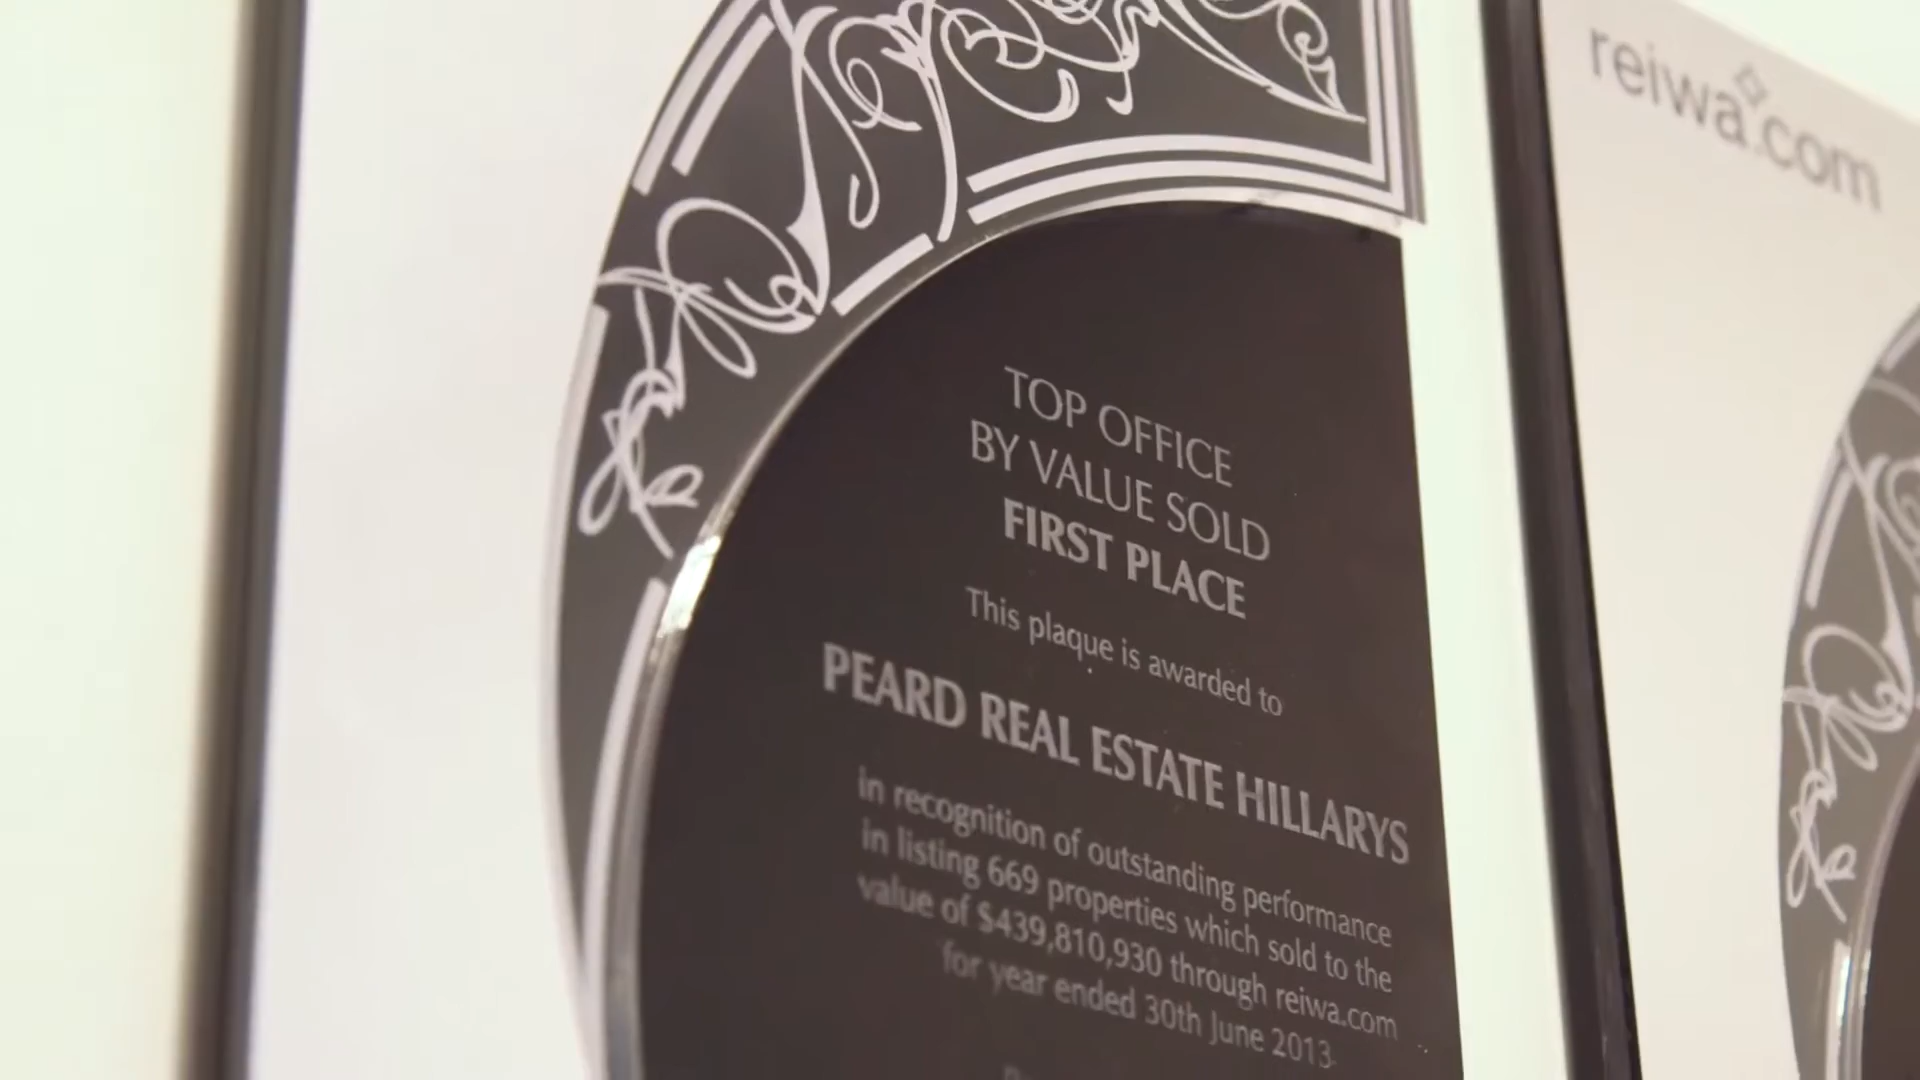 TOP OFFICE
BY VALUE SOLD
FIRST PLACE
This plaque is awarded to
PEARD REAL ESTATE HILLARYS
in recognition of outstanding performance
in listing 669 properties which sold to the
value of $439,810,930 through reiwa.com
for year ended 30th June 2013
reiwa.com